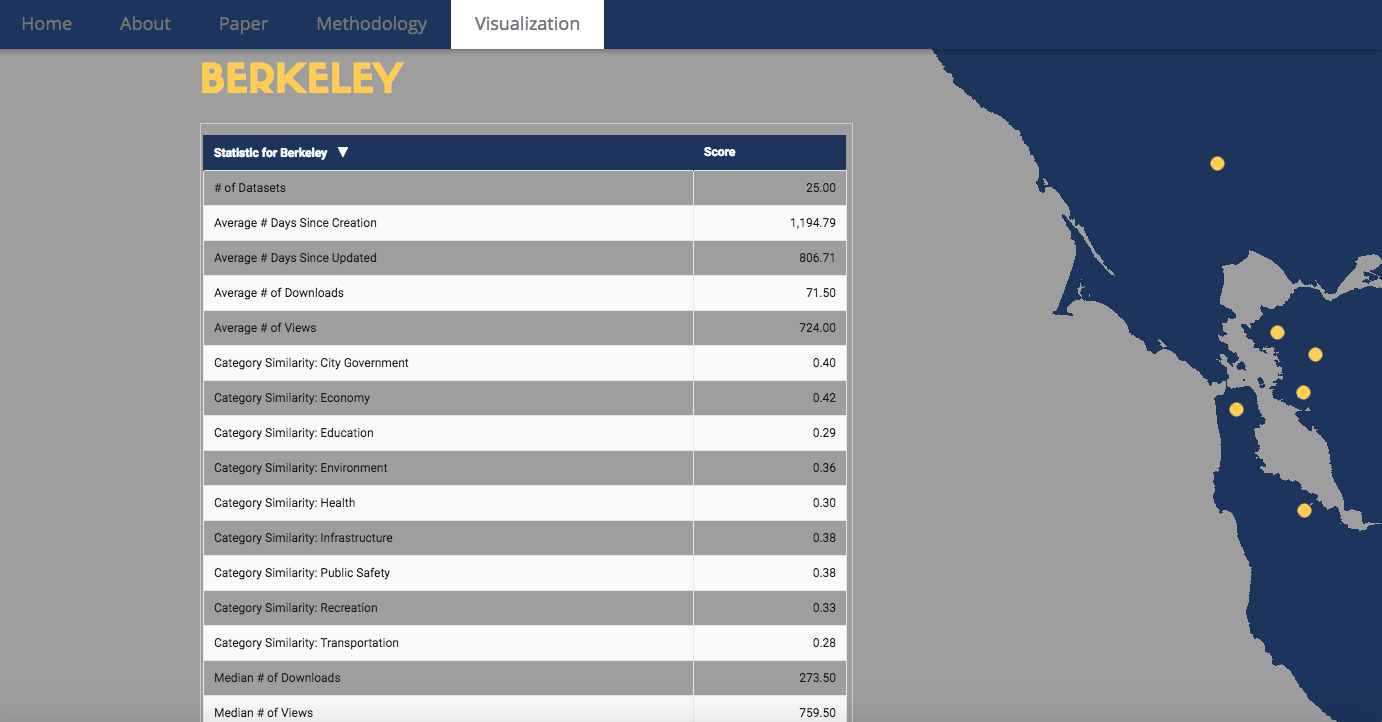 Home About Paper Methodology Visualization
BERKELEY
Statistic for Berkeley ▼ Score
# of Datasets 25.00
Average # Days Since Creation 1,194.79
Average # Days Since Updated 806.71
Average # of Downloads 71.50
Average # of Views 724.00
Category Similarity: City Government 0.40
Category Similarity: Economy 0.42
Category Similarity: Education 0.29
Category Similarity: Environment 0.36
Category Similarity: Health 0.30
Category Similarity: Infrastructure 0.38
Category Similarity: Public Safety 0.38
Category Similarity: Recreation 0.33
Category Similarity: Transportation 0.28
Median # of Downloads 273.50
Median # of Views 759.50